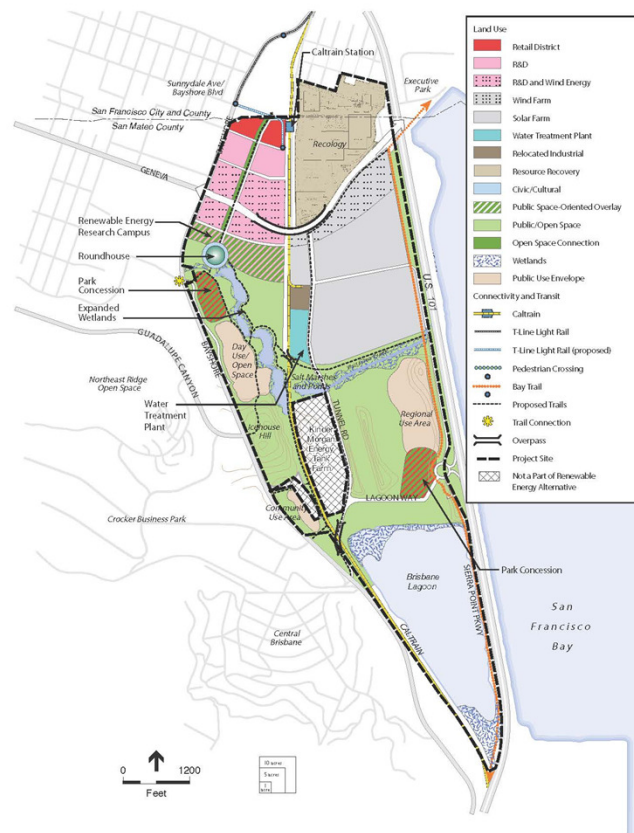 Caltrain Station
Sunnydale Ave/
Bayshore Blvd
Executive
Park
San Francisco City and County
San Mateo County
Recology
GENEVA
Renewable Energy
Research Campus
Roundhouse
Park
Concession
Expanded
Wetlands
U.S. 101
GUADALUPE CANYON
BAYSHORE
Day
Use/
Open
Space
Northeast Ridge
Open Space
Water
Treatment
Plant
Salt Marshes
and Ponds
TUNNEL RD
Regional
Use Area
Icehouse
Hill
Kinder
Morgan
Energy
Tank
Farm
LAGOON WAY
Community
Use Area
Crocker Business Park
Park Concession
Brisbane
Lagoon
SIERRA POINT PKWY
San
Francisco
Bay
CALTRAIN
Central
Brisbane
0 1200
Feet
10 acres
5 acres
1
acre
Land Use
Retail District
R&D
R&D and Wind Energy
Wind Farm
Solar Farm
Water Treatment Plant
Relocated Industrial
Resource Recovery
Civic/Cultural
Public Space-Oriented Overlay
Public/Open Space
Open Space Connection
Wetlands
Public Use Envelope
Connectivity and Transit
Caltrain
T-Line Light Rail
T-Line Light Rail (proposed)
Pedestrian Crossing
Bay Trail
Proposed Trails
Trail Connection
Overpass
Project Site
Not a Part of Renewable
Energy Alternative